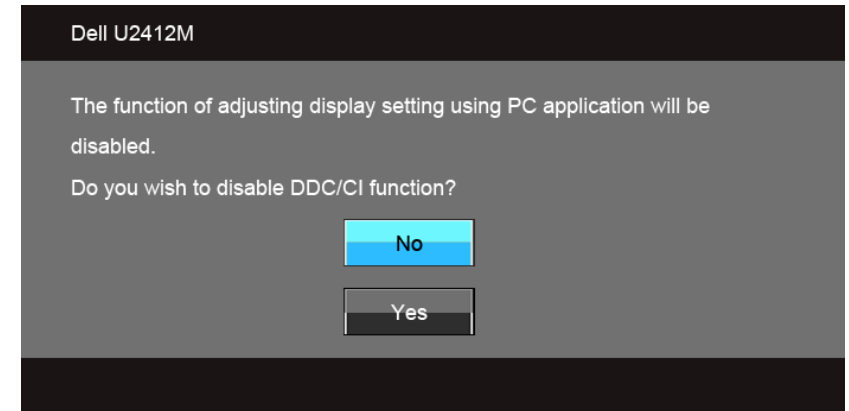 Dell U2412M
The function of adjusting display setting using PC application will be
disabled.
Do you wish to disable DDC/CI function?
No
Yes